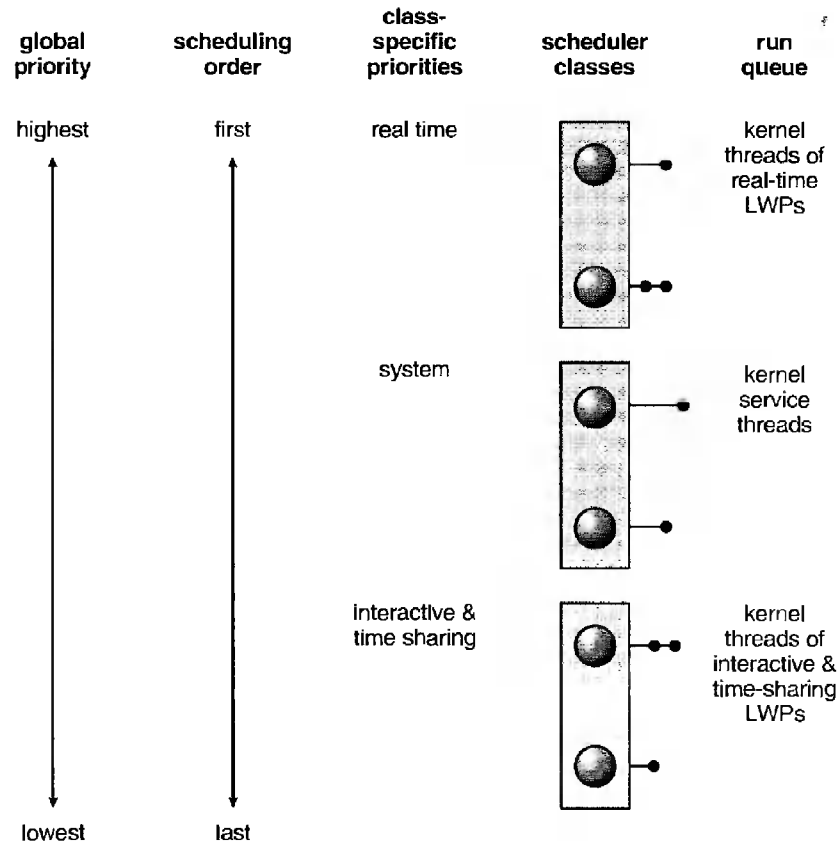 global
priority
scheduling
order
class-
specific
priorities
scheduler
classes
run
queue
highest
first
real time
kernel
threads of
real-time
LWPs
system
kernel
service
threads
interactive &
time sharing
kernel
threads of
interactive &
time-sharing
LWPs
lowest
last